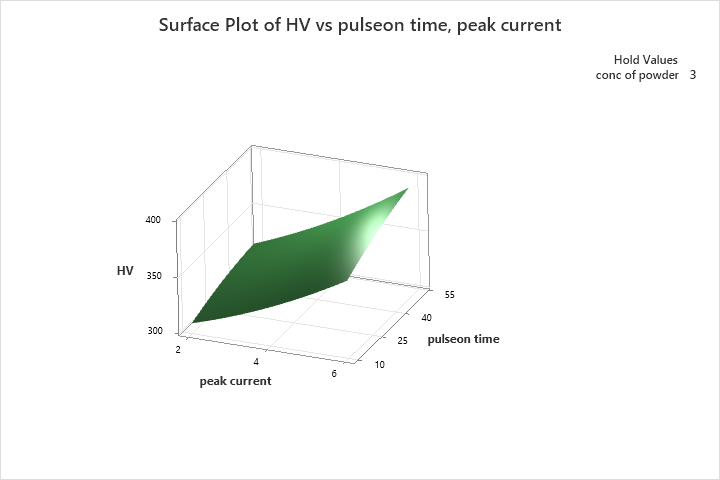 Surface Plot of HV vs pulseon time, peak current
Hold Values
conc of powder 3
400
HV
350
300
2
4
6
peak current
10
25
40
55
pulseon time